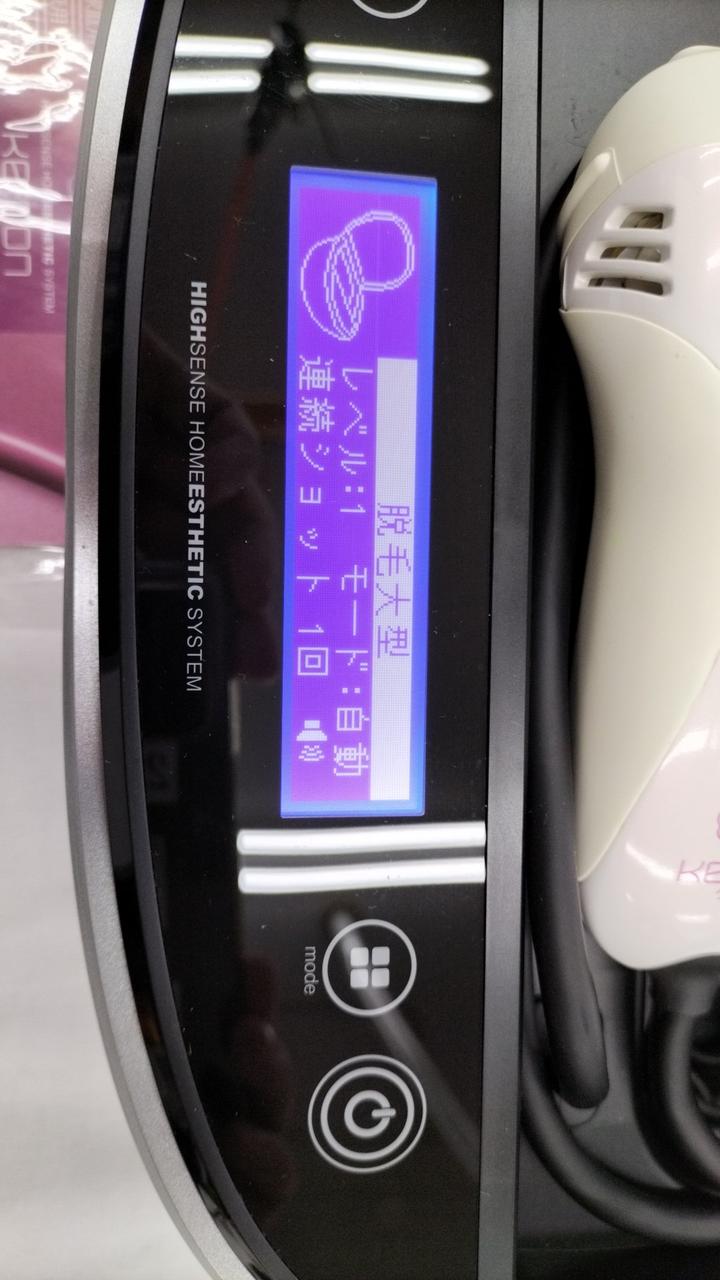 脱毛大型
レベル:1 モード:自動
連続ショット 1回
HIGHSENSE HOMEESTHETIC SYSTEM
mode